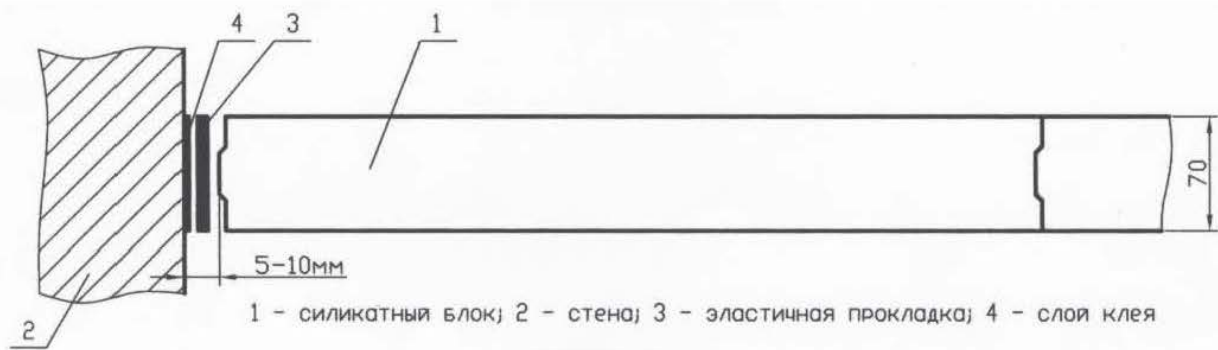 4
3
1
70
5-10мм
2
1 - силикатный блок; 2 - стена; 3 - эластичная прокладка; 4 - слой клея